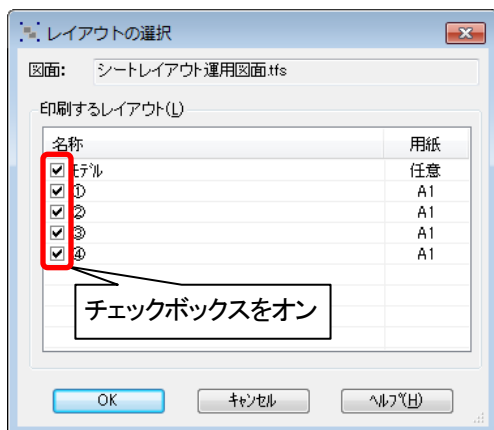 レイアウトの選択
図面: シートレイアウト運用図面.tfs
印刷するレイアウト(L)
名称 用紙
モデル 任意
① A1
② A1
③ A1
④ A1
チェックボックスをオン
OK キャンセル ヘルプ(H)